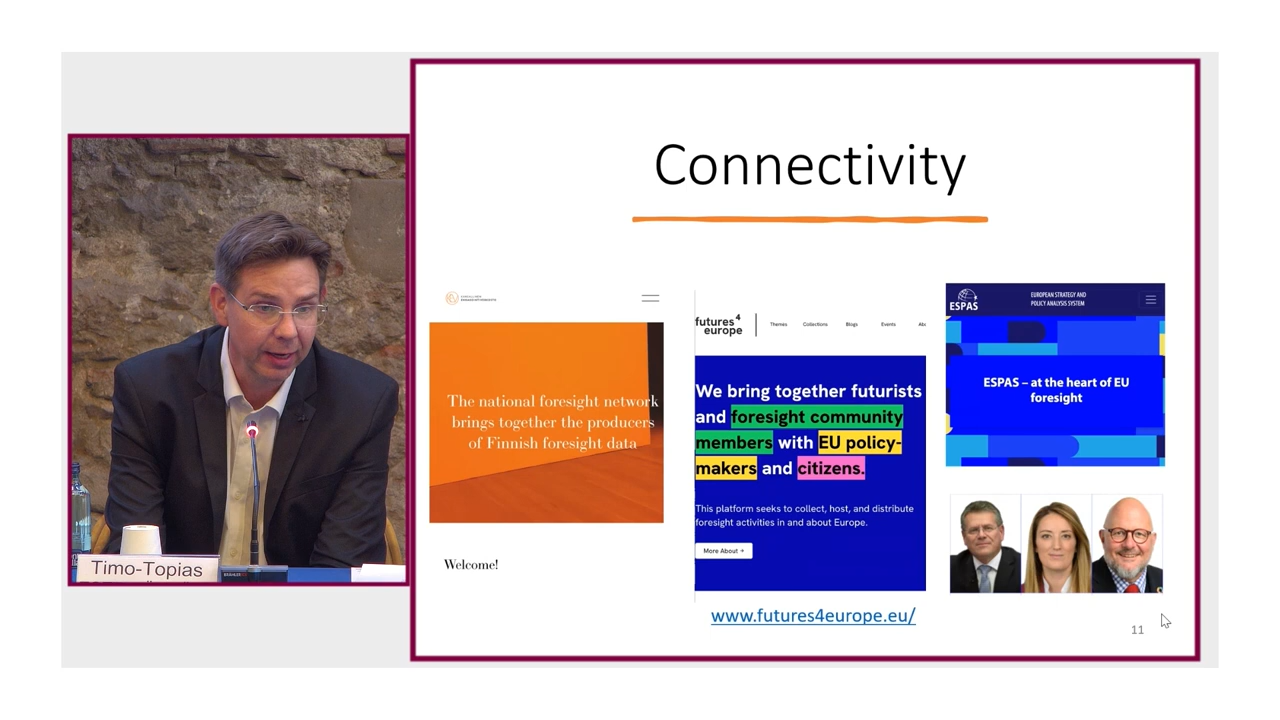 Connectivity
The national foresight network
brings together the producers
of Finnish foresight data
Welcome!
futures4
europe
Themes Collections Blogs Events Abc
We bring together futurists
and foresight community
members with EU policy-
makers and citizens.
This platform seeks to collect, host, and distribute
foresight activities in and about Europe.
More About →
www.futures4europe.eu/
ESPAS
EUROPEAN STRATEGY AND
POLICY ANALYSIS SYSTEM
ESPAS – at the heart of EU
foresight
11
Timo-Topias